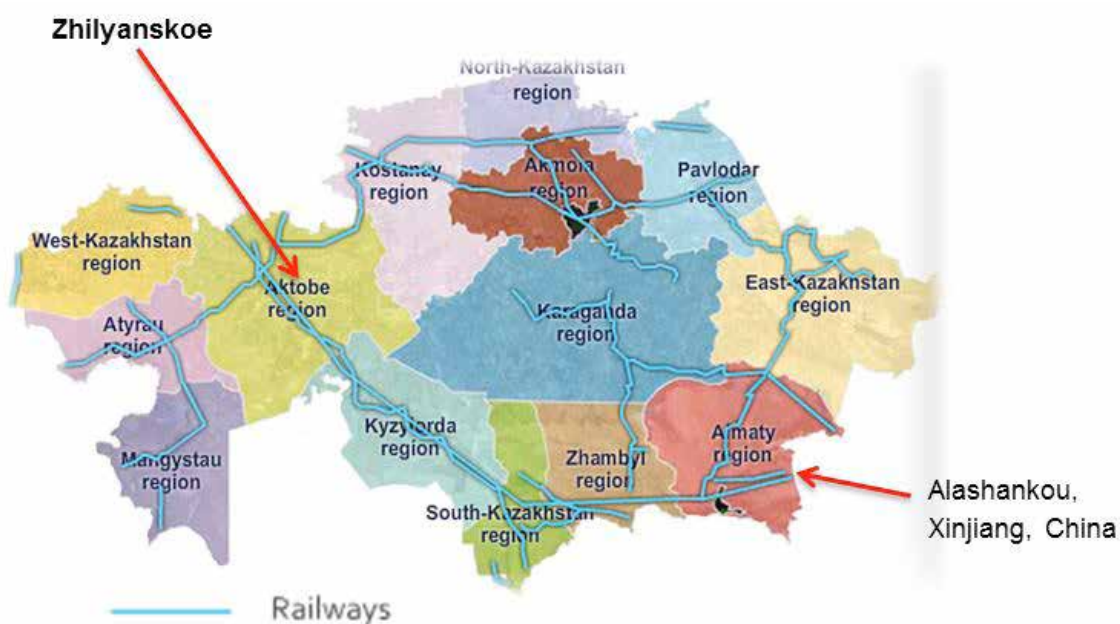 Zhilyanskoe
North-Kazakhstan
region
Kostanay
region
Akmola
region
Pavlodar
region
West-Kazakhstan
region
Aktobe
region
East-Kazakhstan
region
Atyrau
region
Karaganda
region
Kyzylorda
region
Almaty
region
Mangystau
region
Zhambyl
region
South-Kazakhstan
region
Alashankou,
Xinjiang, China
Railways